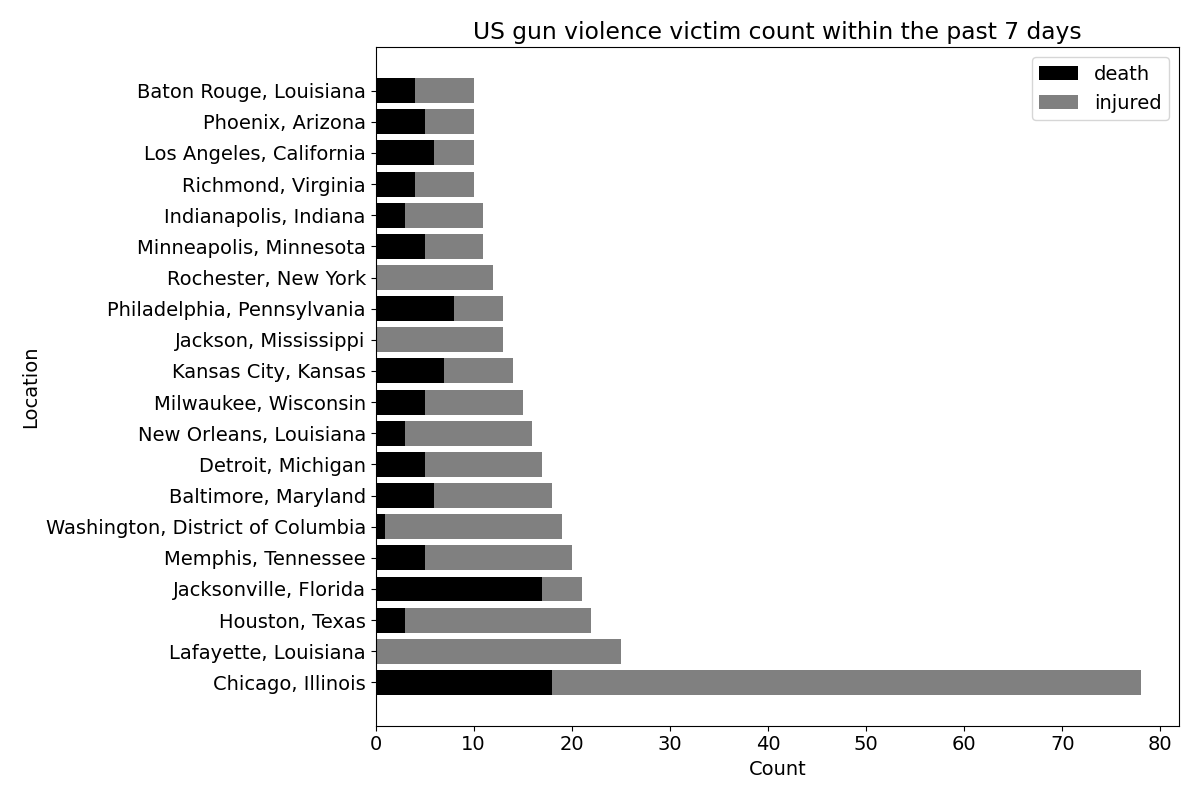 US gun violence victim count within the past 7 days
death
injured
Baton Rouge, Louisiana
Phoenix, Arizona
Los Angeles, California
Richmond, Virginia
Indianapolis, Indiana
Minneapolis, Minnesota
Rochester, New York
Philadelphia, Pennsylvania
Jackson, Mississippi
Kansas City, Kansas
Milwaukee, Wisconsin
New Orleans, Louisiana
Detroit, Michigan
Baltimore, Maryland
Washington, District of Columbia
Memphis, Tennessee
Jacksonville, Florida
Houston, Texas
Lafayette, Louisiana
Chicago, Illinois
Location
0 10 20 30 40 50 60 70 80
Count